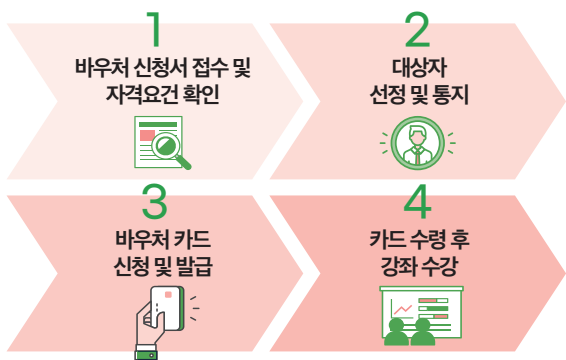 1
바우처 신청서 접수 및
자격요건 확인
2
대상자
선정 및 통지
3
바우처 카드
신청 및 발급
4
카드 수령 후
강좌 수강